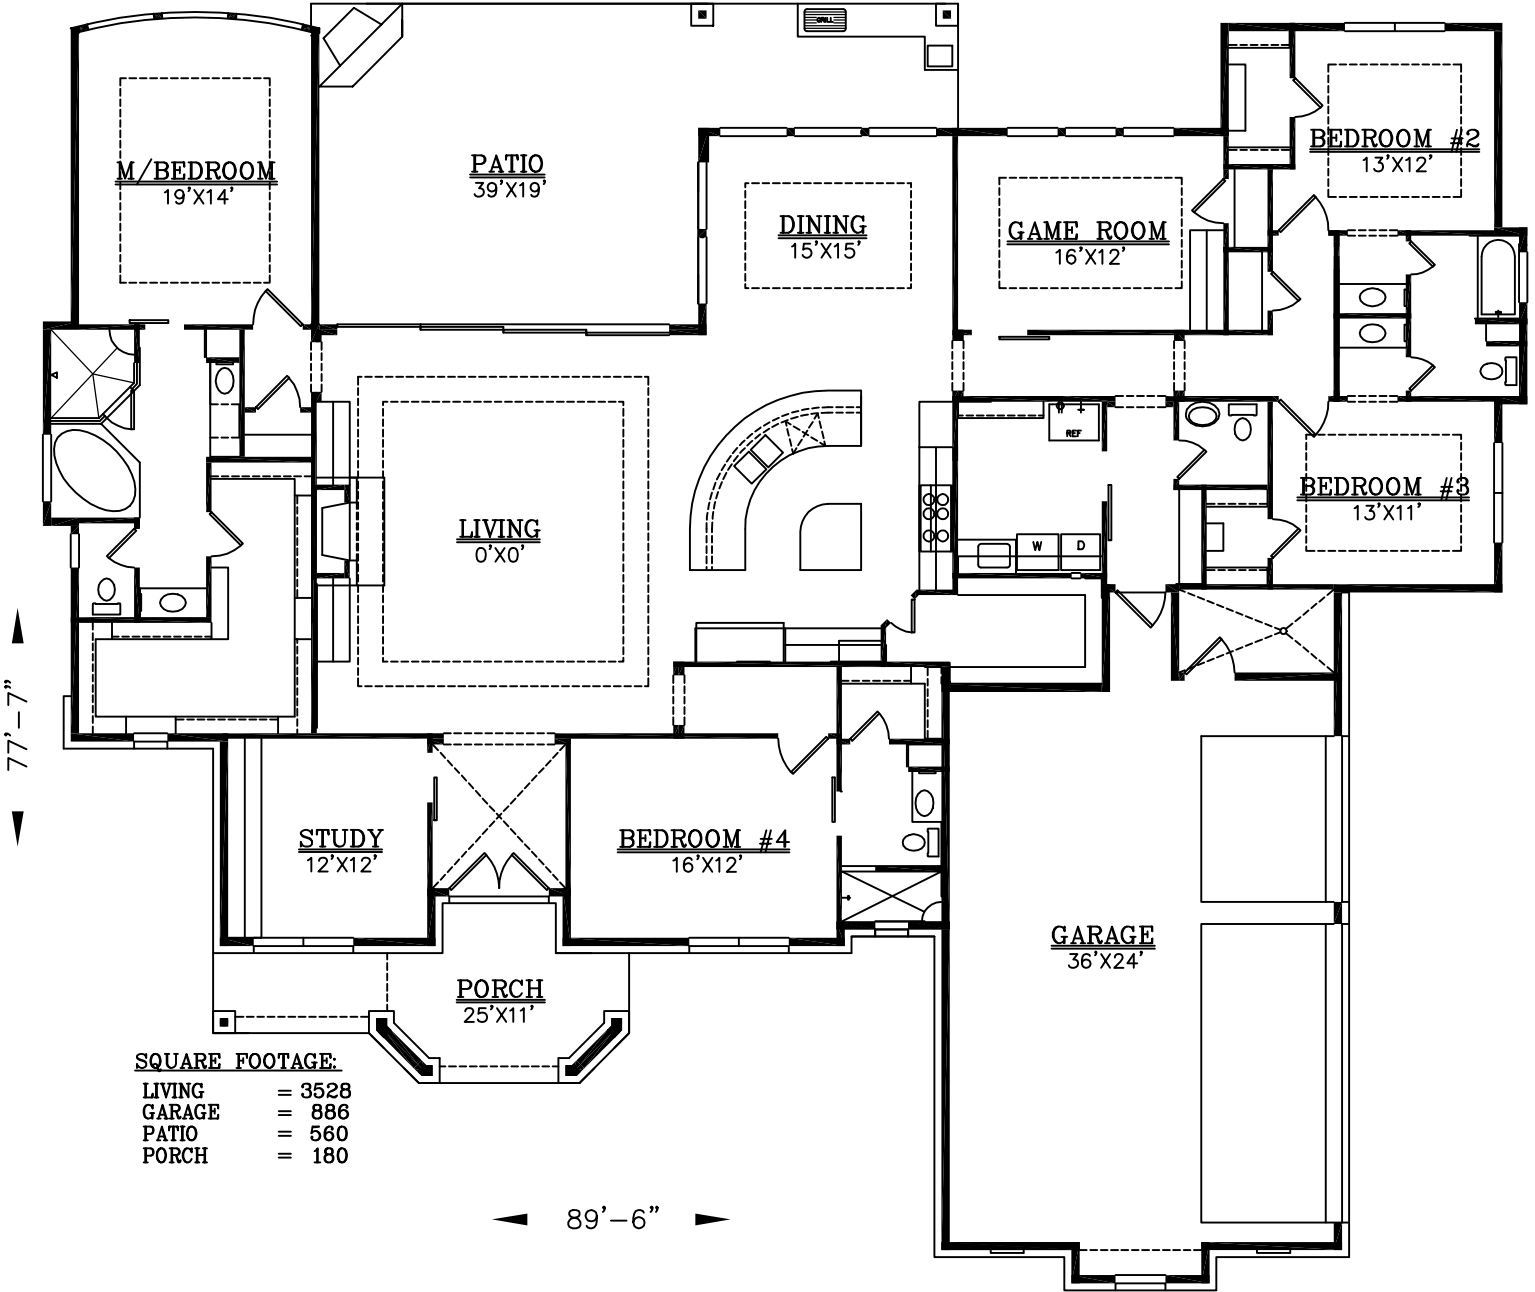 GRILL
BEDROOM #2
13'X12'
M/BEDROOM
19'X14'
PATIO
39'X19'
DINING
15'X15'
GAME ROOM
16'X12'
REF
BEDROOM #3
13'X11'
LIVING
0'X0'
W D
77'-7"
STUDY
12'X12'
BEDROOM #4
16'X12'
GARAGE
36'X24'
PORCH
25'X11'
SQUARE FOOTAGE:
LIVING = 3528
GARAGE = 886
PATIO = 560
PORCH = 180
89'-6"